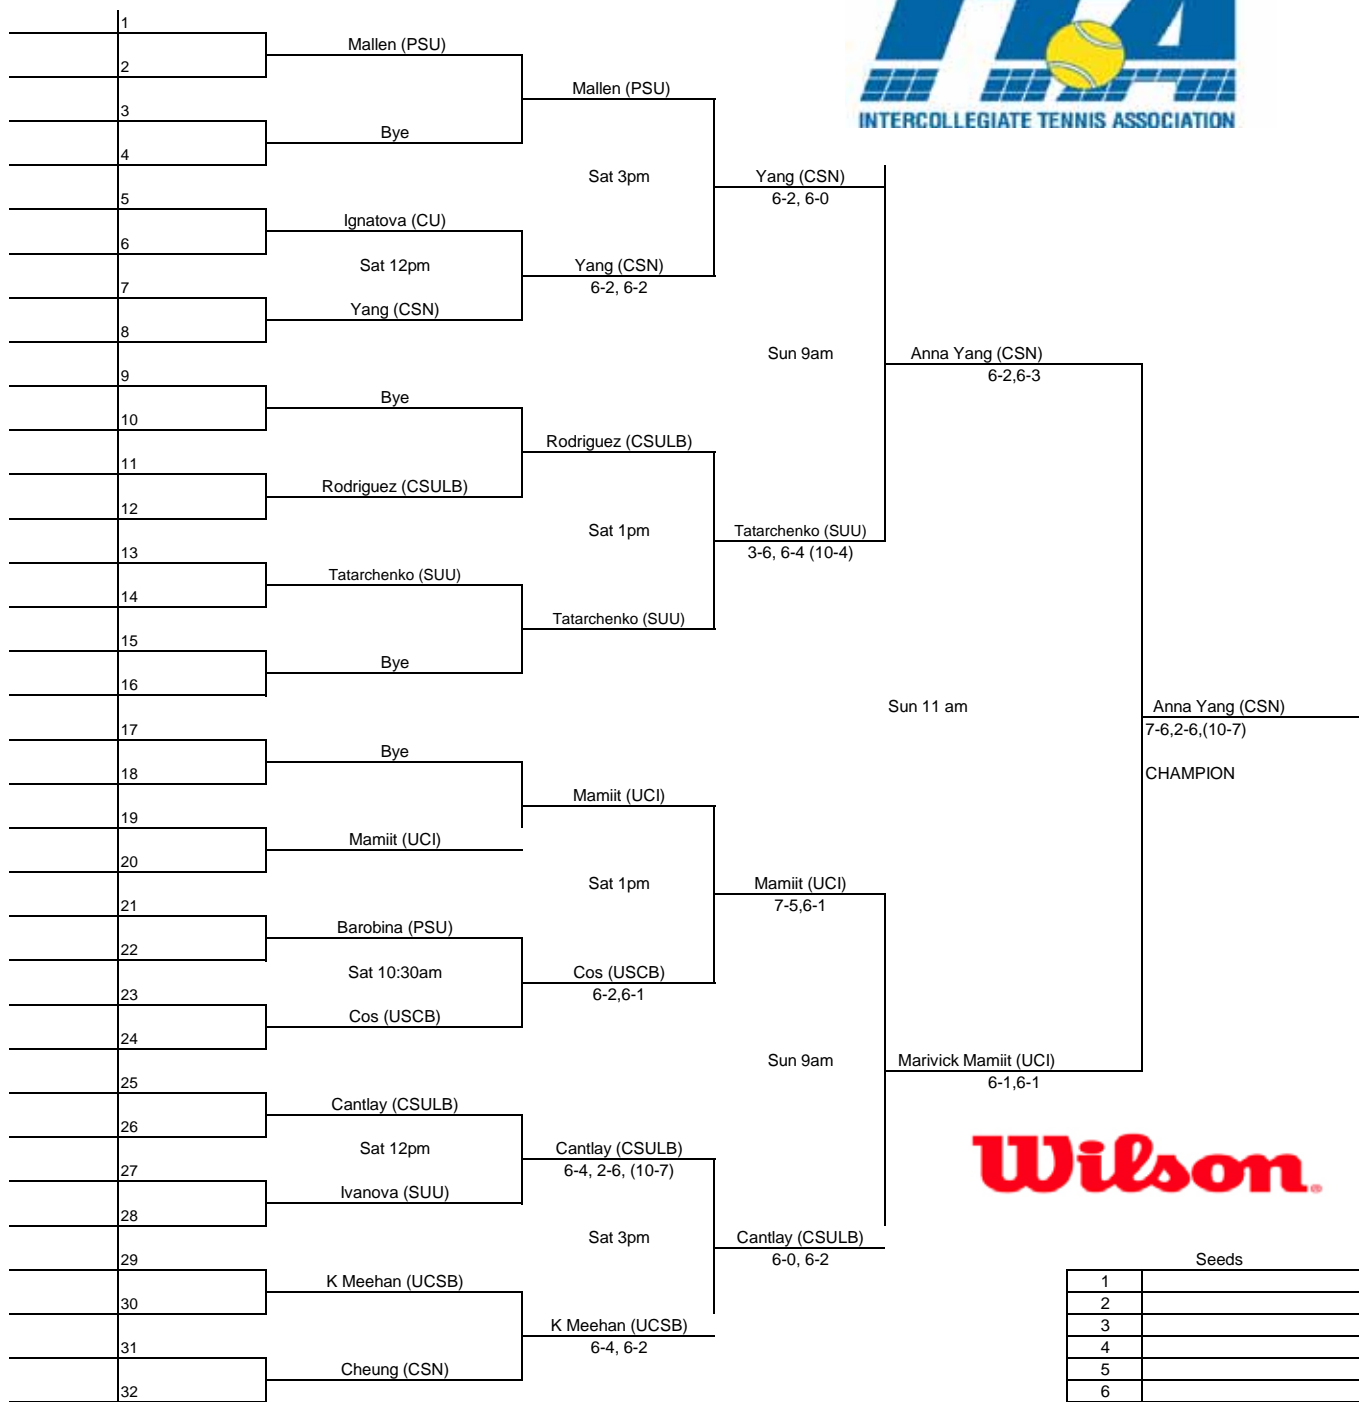 ITA
INTERCOLLEGIATE TENNIS ASSOCIATION
1
Mallen (PSU)
2
Mallen (PSU)
3
Bye
4
Sat 3pm
Yang (CSN)
5
6-2, 6-0
Ignatova (CU)
6
Sat 12pm
Yang (CSN)
7
6-2, 6-2
Yang (CSN)
8
Sun 9am
Anna Yang (CSN)
9
6-2,6-3
Bye
10
Rodriguez (CSULB)
11
Rodriguez (CSULB)
12
Sat 1pm
Tatarchenko (SUU)
13
3-6, 6-4 (10-4)
Tatarchenko (SUU)
14
Tatarchenko (SUU)
15
Bye
16
Sun 11 am
Anna Yang (CSN)
17
7-6,2-6,(10-7)
Bye
18
CHAMPION
Mamiit (UCI)
19
Mamiit (UCI)
20
Sat 1pm
Mamiit (UCI)
21
7-5,6-1
Barobina (PSU)
22
Sat 10:30am
Cos (USCB)
23
6-2,6-1
Cos (USCB)
24
Sun 9am
Marivick Mamiit (UCI)
25
6-1,6-1
Cantlay (CSULB)
26
Sat 12pm
Cantlay (CSULB)
27
6-4, 2-6, (10-7)
Wilson.
Ivanova (SUU)
28
Sat 3pm
Cantlay (CSULB)
29
6-0, 6-2
Seeds
K Meehan (UCSB)
1
30
2
K Meehan (UCSB)
3
31
6-4, 6-2
4
Cheung (CSN)
5
32
6